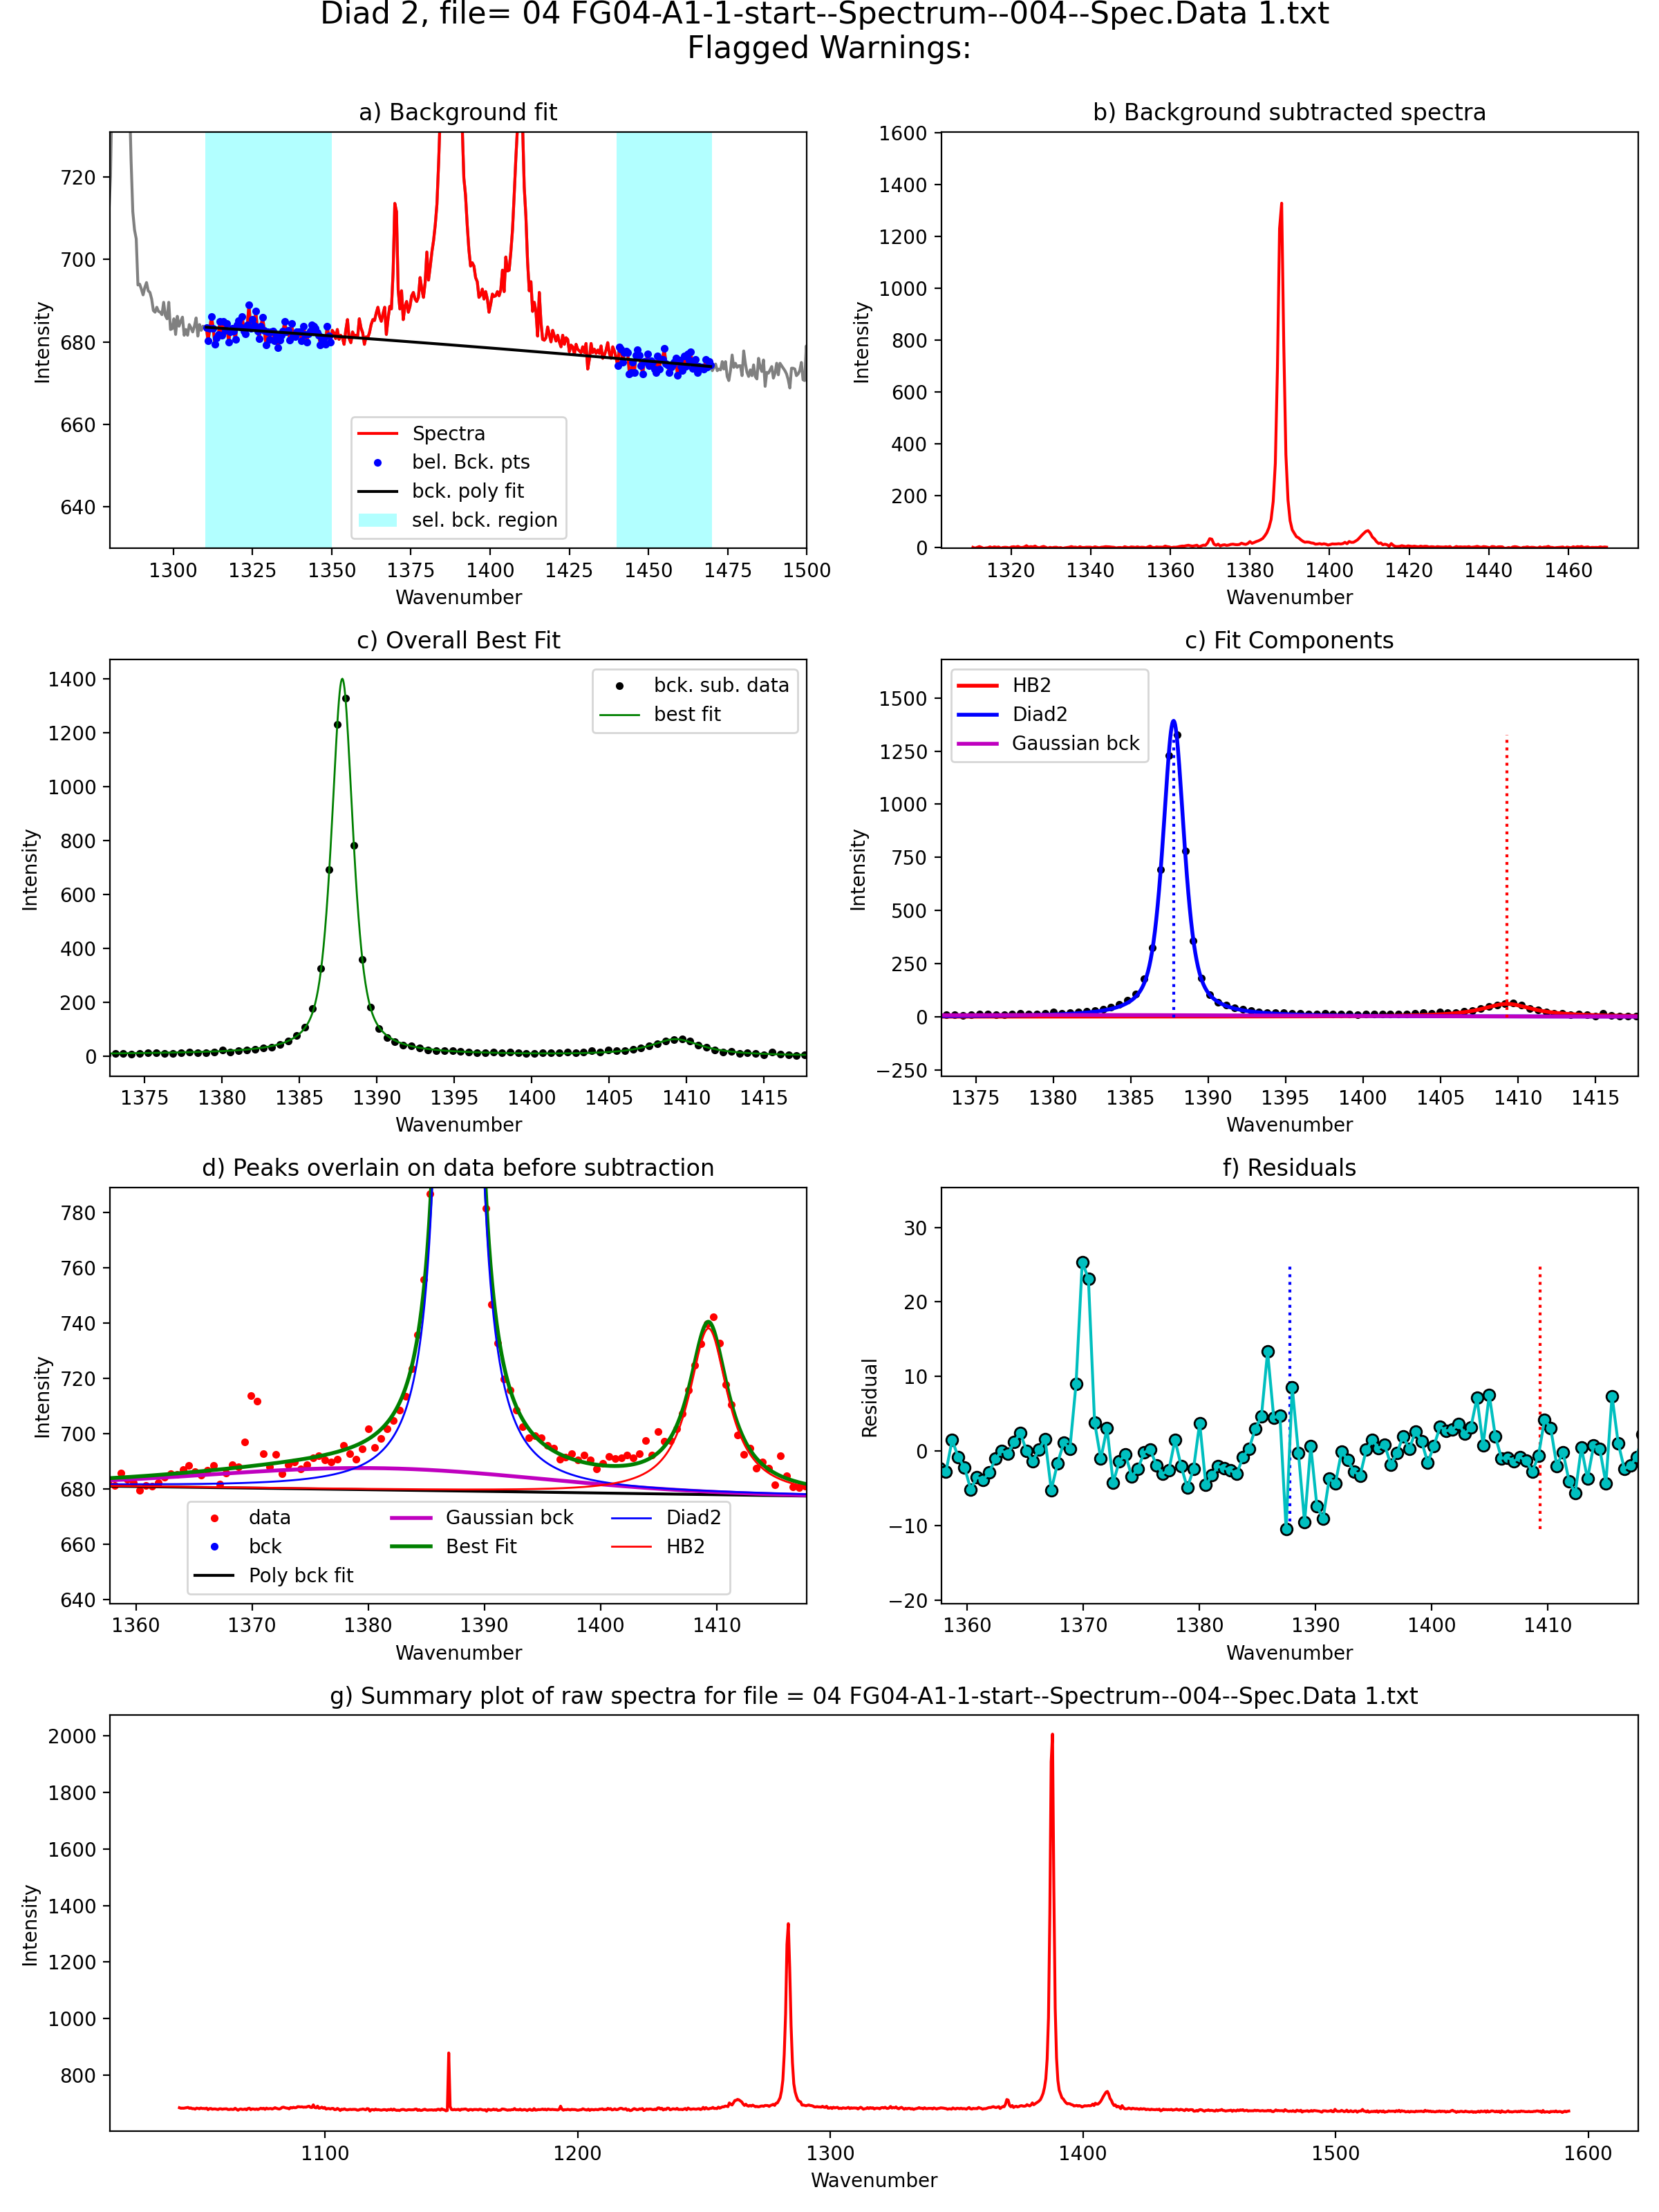 Diad 2, file= 04 FG04-A1-1-start--Spectrum--004--Spec.Data 1.txt
Flagged Warnings:
a) Background fit
720
700
680
660
640
Intensity
Spectra
bel. Bck. pts
bck. poly fit
sel. bck. region
1300 1325 1350 1375 1400 1425 1450 1475 1500
Wavenumber
b) Background subtracted spectra
1600
1400
1200
1000
800
600
400
200
0
Intensity
1320 1340 1360 1380 1400 1420 1440 1460
Wavenumber
c) Overall Best Fit
1400
1200
1000
800
600
400
200
0
Intensity
bck. sub. data
best fit
1375 1380 1385 1390 1395 1400 1405 1410 1415
Wavenumber
c) Fit Components
1500
1250
1000
750
500
250
0
−250
Intensity
HB2
Diad2
Gaussian bck
1375 1380 1385 1390 1395 1400 1405 1410 1415
Wavenumber
d) Peaks overlain on data before subtraction
780
760
740
720
700
680
660
640
Intensity
data
bck
Poly bck fit
Gaussian bck
Best Fit
Diad2
HB2
1360 1370 1380 1390 1400 1410
Wavenumber
f) Residuals
30
20
10
0
−10
−20
Residual
1360 1370 1380 1390 1400 1410
Wavenumber
g) Summary plot of raw spectra for file = 04 FG04-A1-1-start--Spectrum--004--Spec.Data 1.txt
2000
1800
1600
1400
1200
1000
800
Intensity
1100 1200 1300 1400 1500 1600
Wavenumber